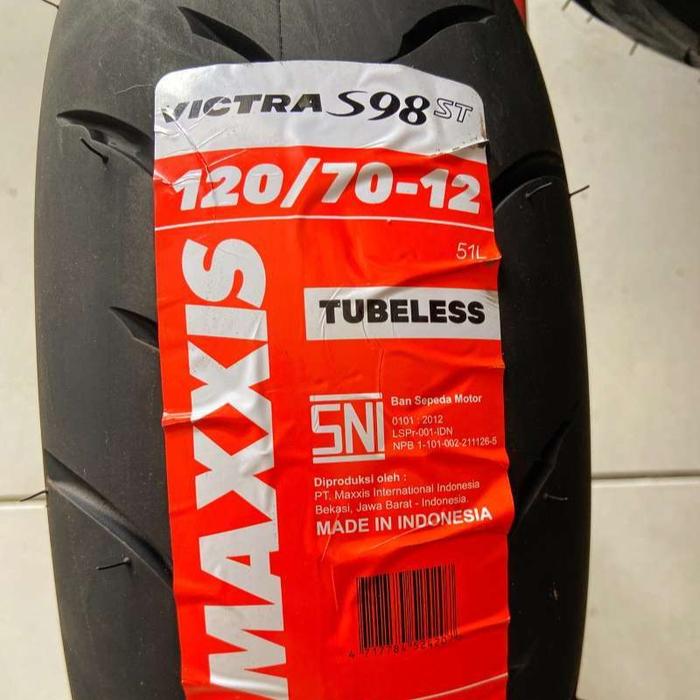 VICTRA S98 ST
120/70-12
51L
MAXXIS
TUBELESS
SNI
Ban Sepeda Motor
0101 : 2012
LSPr-001-IDN
NPB 1-101-002-211126-5
Diproduksi oleh :
PT. Maxxis International Indonesia
Bekasi, Jawa Barat - Indonesia.
MADE IN INDONESIA